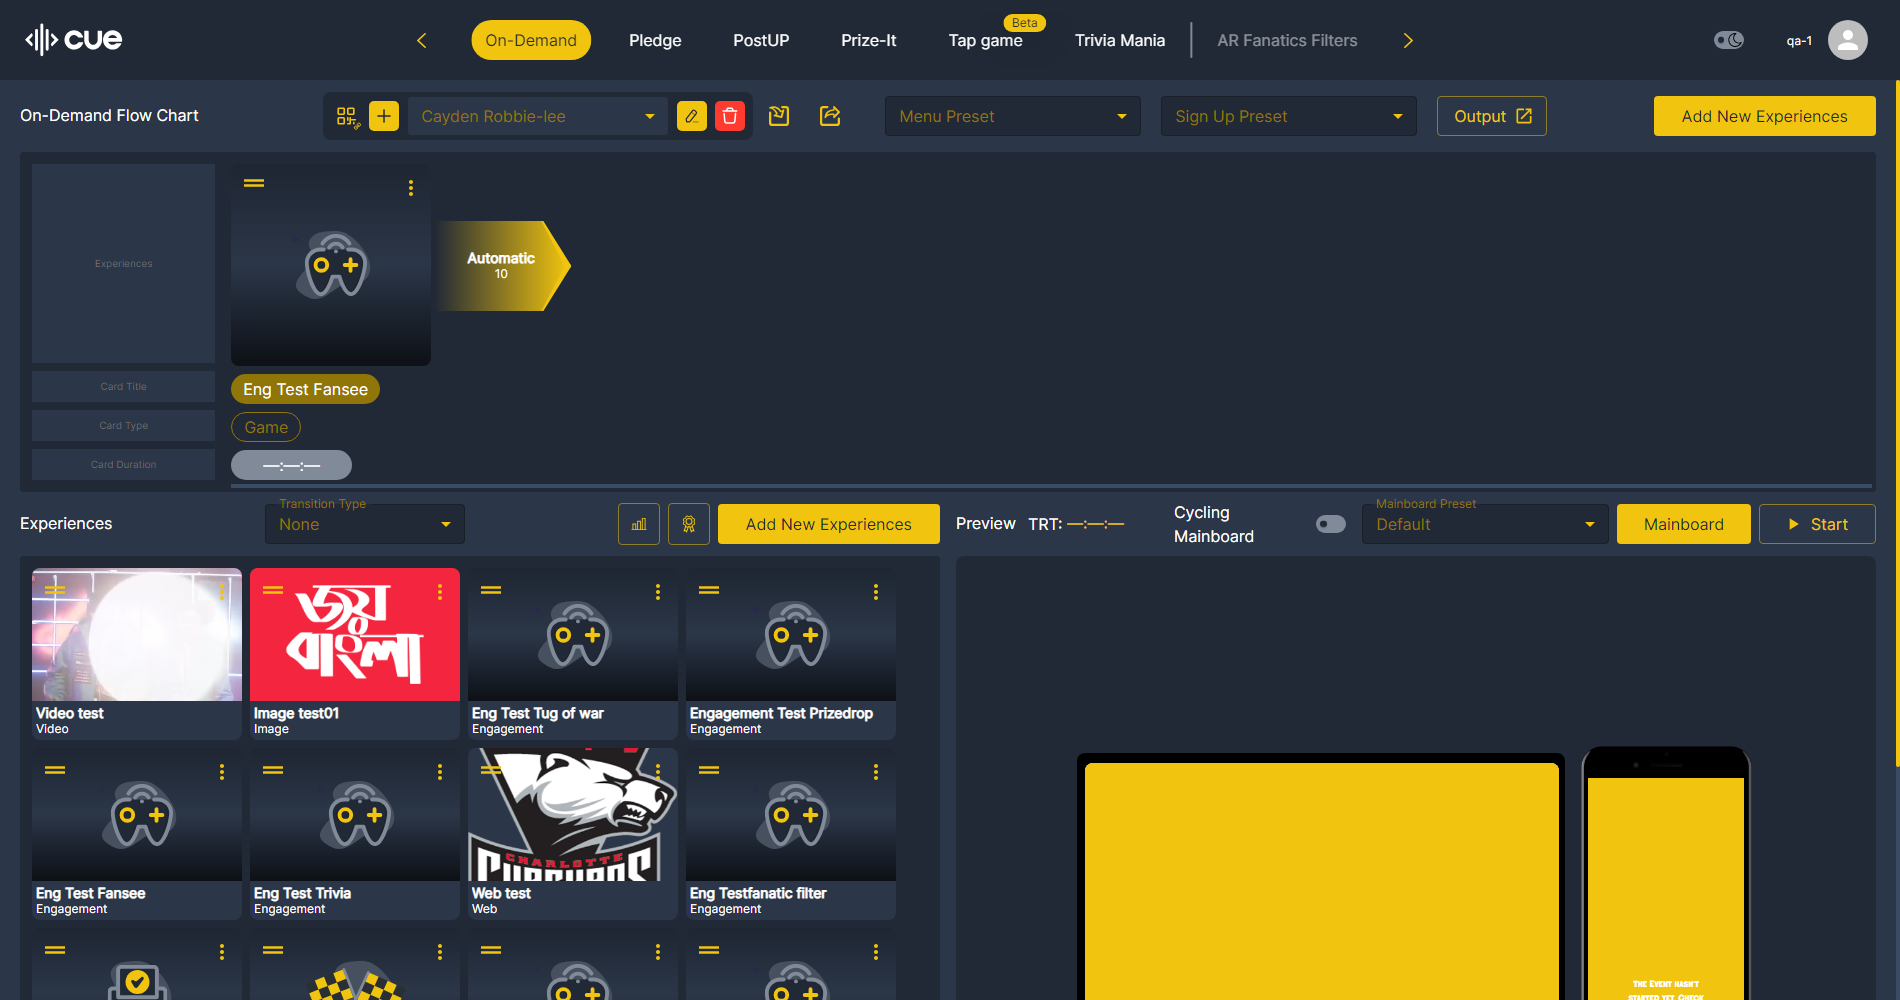 cue
On-Demand
Pledge
PostUP
Prize-It
Beta
Tap game
Trivia Mania
AR Fanatics Filters
qa-1
On-Demand Flow Chart
Cayden Robbie-lee
Menu Preset
Sign Up Preset
Output
Add New Experiences
Experiences
Automatic
10
Card Title
Eng Test Fansee
Card Type
Game
Card Duration
—:—:—
Experiences
Transition Type
None
Add New Experiences
Preview
TRT: —:—:—
Cycling
Mainboard
Mainboard Preset
Default
Mainboard
Start
জয়
বাংলা
Video test
Video
Image test01
Image
Eng Test Tug of war
Engagement
Engagement Test Prizedrop
Engagement
CHARLOTTE
Eng Test Fansee
Engagement
Eng Test Trivia
Engagement
Web test
Web
Eng Testfanatic filter
Engagement
The Event hasn't
started yet. Check